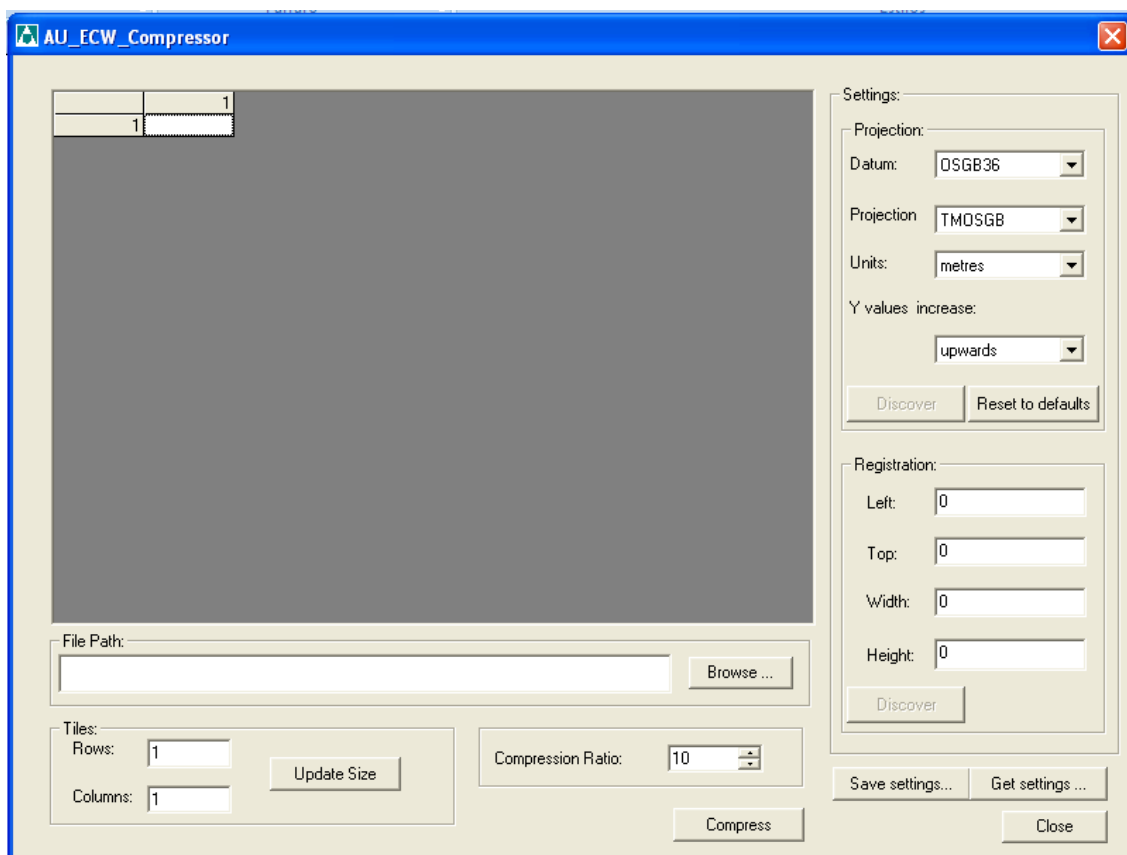 AU_ECW_Compressor
1
1
Settings:
Projection:
Datum: OSGB36
Projection TMOSGB
Units: metres
Y values increase:
upwards
Discover Reset to defaults
Registration:
Left: 0
Top: 0
Width: 0
Height: 0
Discover
File Path:
Browse ...
Tiles:
Rows: 1
Columns: 1
Update Size
Compression Ratio: 10
Compress
Save settings... Get settings ...
Close